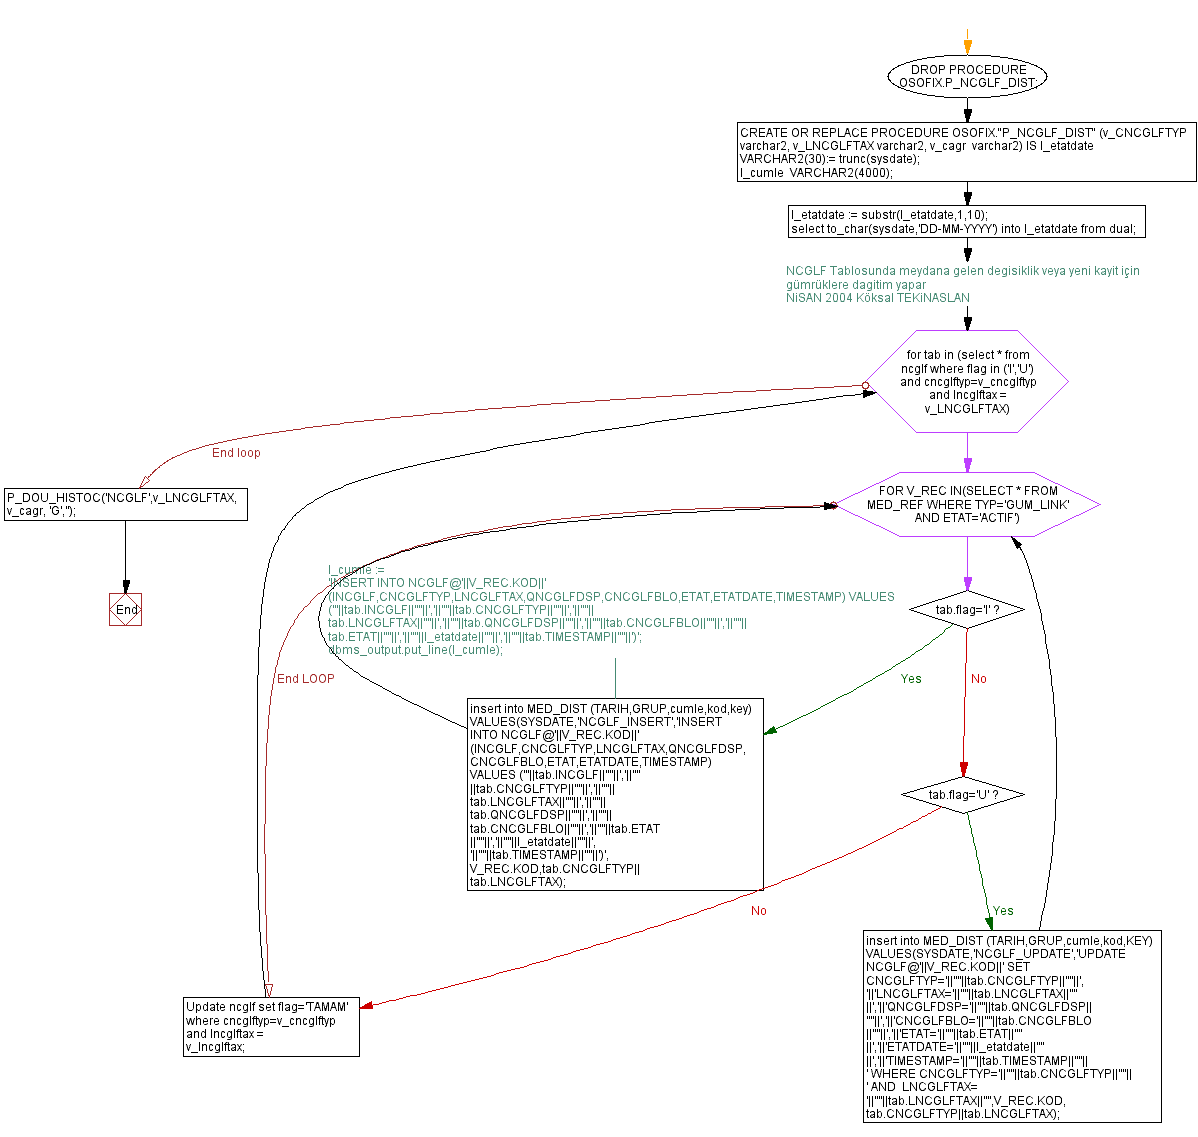 DROP PROCEDURE
OSOFIX.P_NCGLF_DIST;
CREATE OR REPLACE PROCEDURE OSOFIX."P_NCGLF_DIST" (v_CNCGLFTYP
varchar2, v_LNCGLFTAX varchar2, v_cagr  varchar2) IS l_etatdate
VARCHAR2(30):= trunc(sysdate);
l_cumle  VARCHAR2(4000);
l_etatdate := substr(l_etatdate,1,10);
select to_char(sysdate,'DD-MM-YYYY') into l_etatdate from dual;
NCGLF Tablosunda meydana gelen degisiklik veya yeni kayit için
gümrüklere dagitim yapar
NiSAN 2004 Köksal TEKiNASLAN
for tab in (select * from
ncglf where flag in ('I','U')
and cncglftyp=v_cncglftyp
and lncglftax =
v_LNCGLFTAX)
End loop
P_DOU_HISTOC('NCGLF',v_LNCGLFTAX,
v_cagr, 'G','');
End
FOR V_REC IN(SELECT * FROM
MED_REF WHERE TYP='GUM_LINK'
AND ETAT='ACTIF')
l_cumle :=
'INSERT INTO NCGLF@'||V_REC.KOD||'
(INCGLF,CNCGLFTYP,LNCGLFTAX,QNCGLFDSP,CNCGLFBLO,ETAT,ETATDATE,TIMESTAMP) VALUES
('''||tab.INCGLF||''''||','||''''||tab.CNCGLFTYP||''''||','||''''||
tab.LNCGLFTAX||''''||','||''''||tab.QNCGLFDSP||''''||','||''''||tab.CNCGLFBLO||''''||','||''''||
tab.ETAT||''''||','||''''||l_etatdate||''''||','||''''||tab.TIMESTAMP||''''||')';
dbms_output.put_line(l_cumle);
tab.flag='I' ?
Yes
No
End LOOP
insert into MED_DIST (TARIH,GRUP,cumle,kod,key)
VALUES(SYSDATE,'NCGLF_INSERT','INSERT
INTO NCGLF@'||V_REC.KOD||'
(INCGLF,CNCGLFTYP,LNCGLFTAX,QNCGLFDSP,
CNCGLFBLO,ETAT,ETATDATE,TIMESTAMP)
VALUES ('''||tab.INCGLF||''''||','||''''
||tab.CNCGLFTYP||''''||','||''''||
tab.LNCGLFTAX||''''||','||''''||
tab.QNCGLFDSP||''''||','||''''||
tab.CNCGLFBLO||''''||','||''''||tab.ETAT
||''''||','||''''||l_etatdate||''''||',
'||''''||tab.TIMESTAMP||''''||')',
V_REC.KOD,tab.CNCGLFTYP||
tab.LNCGLFTAX);
tab.flag='U' ?
No
Yes
Update ncglf set flag='TAMAM'
where cncglftyp=v_cncglftyp
and lncglftax =
v_lncglftax;
insert into MED_DIST (TARIH,GRUP,cumle,kod,KEY)
VALUES(SYSDATE,'NCGLF_UPDATE','UPDATE
NCGLF@'||V_REC.KOD||' SET
CNCGLFTYP='||''''||tab.CNCGLFTYP||''''||',
'||'LNCGLFTAX='||''''||tab.LNCGLFTAX||''''
||','||'QNCGLFDSP='||''''||tab.QNCGLFDSP||
''''||','||'CNCGLFBLO='||''''||tab.CNCGLFBLO
||''''||','||'ETAT='||''''||tab.ETAT||''''
||','||'ETATDATE='||''''||l_etatdate||''''
||','||'TIMESTAMP='||''''||tab.TIMESTAMP||''''||
' WHERE CNCGLFTYP='||''''||tab.CNCGLFTYP||''''||
' AND  LNCGLFTAX=
'||''''||tab.LNCGLFTAX||'''',V_REC.KOD,
tab.CNCGLFTYP||tab.LNCGLFTAX);